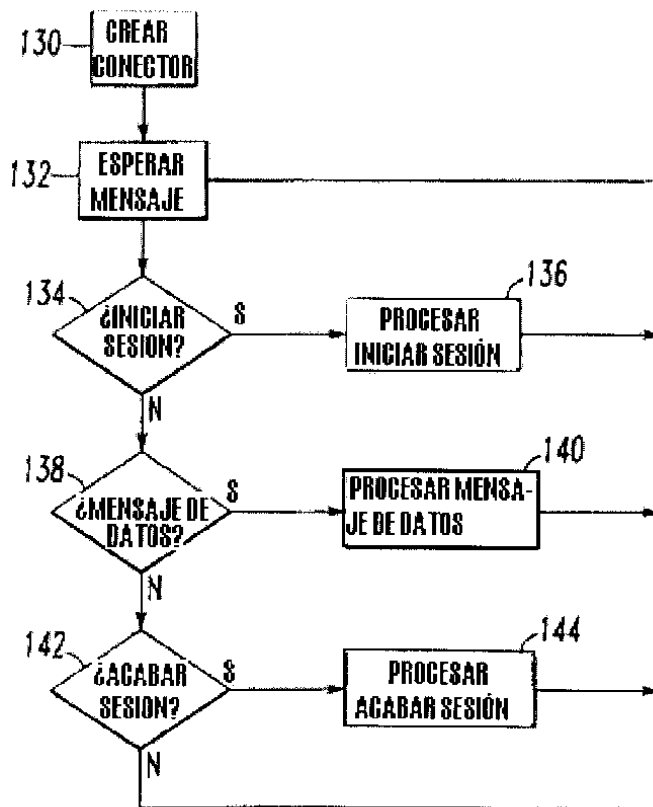 130
CREAR
CONECTOR
132
ESPERAR
MENSAJE
134
¿INICIAR
SESION?
S
N
136
PROCESAR
INICIAR SESIÓN
138
¿MENSAJE DE
DATOS?
S
N
140
PROCESAR MENSA-
JE DE DATOS
142
¿ACABAR
SESION?
S
N
144
PROCESAR
ACABAR SESIÓN